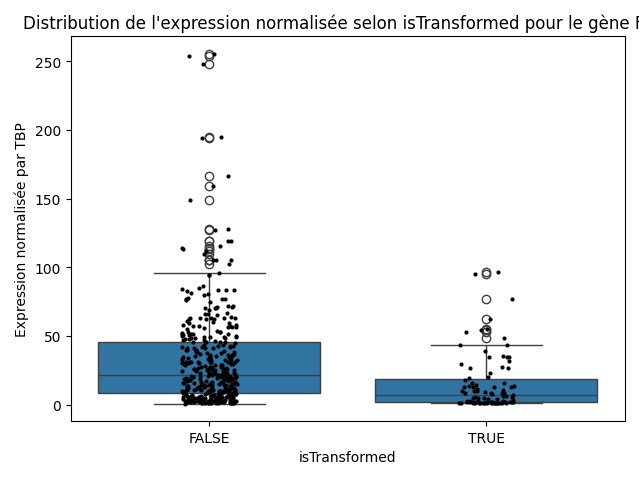 Distribution de l'expression normalisée selon isTransformed pour le gène
Expression normalisée par TBP
250
200
150
100
50
0
FALSE
TRUE
isTransformed